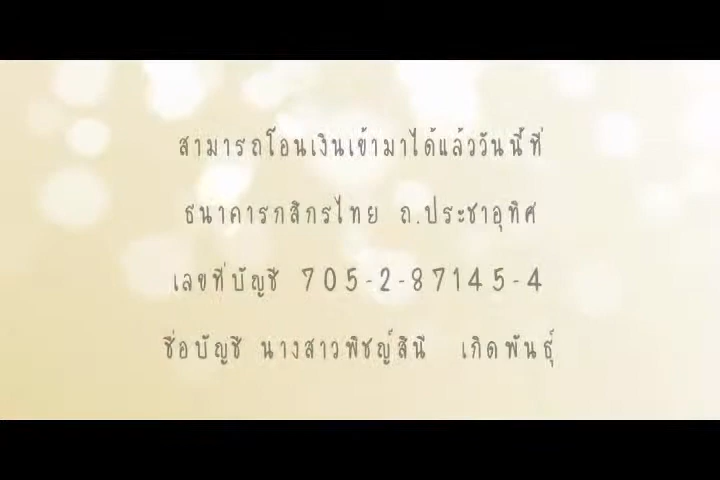 สามารถโอนเงินเข้ามาได้แล้ววันนี้ที่
ธนาคารกสิกรไทย ถ.ประชาอุทิศ
เลขที่บัญชี 705-2-87145-4
ชื่อบัญชี นางสาวพิชญ์สินี เกิดพันธุ์